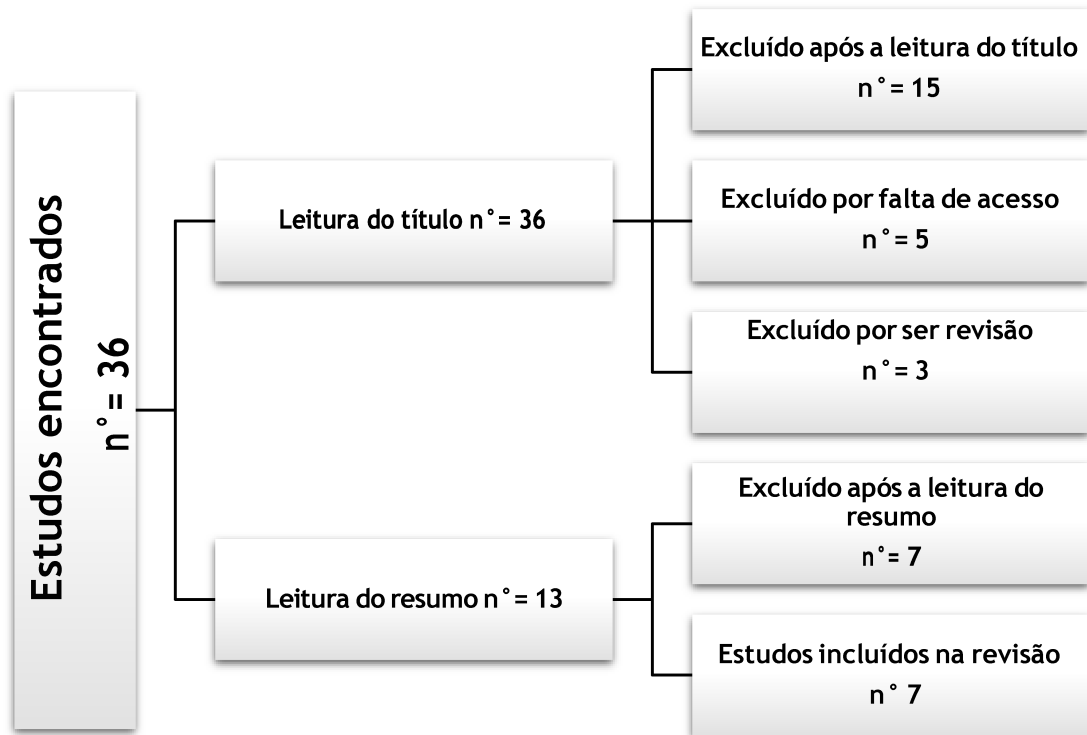 Estudos encontrados
n°= 36
Leitura do título n°= 36
Excluído após a leitura do título
n°= 15
Excluído por falta de acesso
n°= 5
Excluído por ser revisão
n°= 3
Leitura do resumo n°= 13
Excluído após a leitura do
resumo
n°= 7
Estudos incluídos na revisão
n° 7